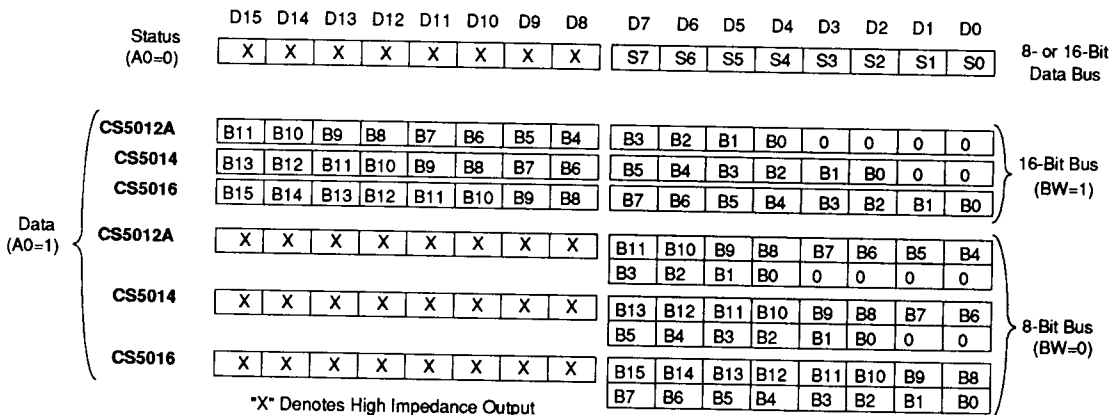 D15 D14 D13 D12 D11 D10 D9 D8 D7 D6 D5 D4 D3 D2 D1 D0
Status (A0=0)
X X X X X X X X S7 S6 S5 S4 S3 S2 S1 S0
8- or 16-Bit Data Bus
Data (A0=1)
CS5012A B11 B10 B9 B8 B7 B6 B5 B4 B3 B2 B1 B0 0 0 0 0
CS5014 B13 B12 B11 B10 B9 B8 B7 B6 B5 B4 B3 B2 B1 B0 0 0
CS5016 B15 B14 B13 B12 B11 B10 B9 B8 B7 B6 B5 B4 B3 B2 B1 B0
16-Bit Bus (BW=1)
CS5012A X X X X X X X X B11 B10 B9 B8 B7 B6 B5 B4
B3 B2 B1 B0 0 0 0 0
CS5014 X X X X X X X X B13 B12 B11 B10 B9 B8 B7 B6
B5 B4 B3 B2 B1 B0 0 0
CS5016 X X X X X X X X B15 B14 B13 B12 B11 B10 B9 B8
B7 B6 B5 B4 B3 B2 B1 B0
8-Bit Bus (BW=0)
"X" Denotes High Impedance Output